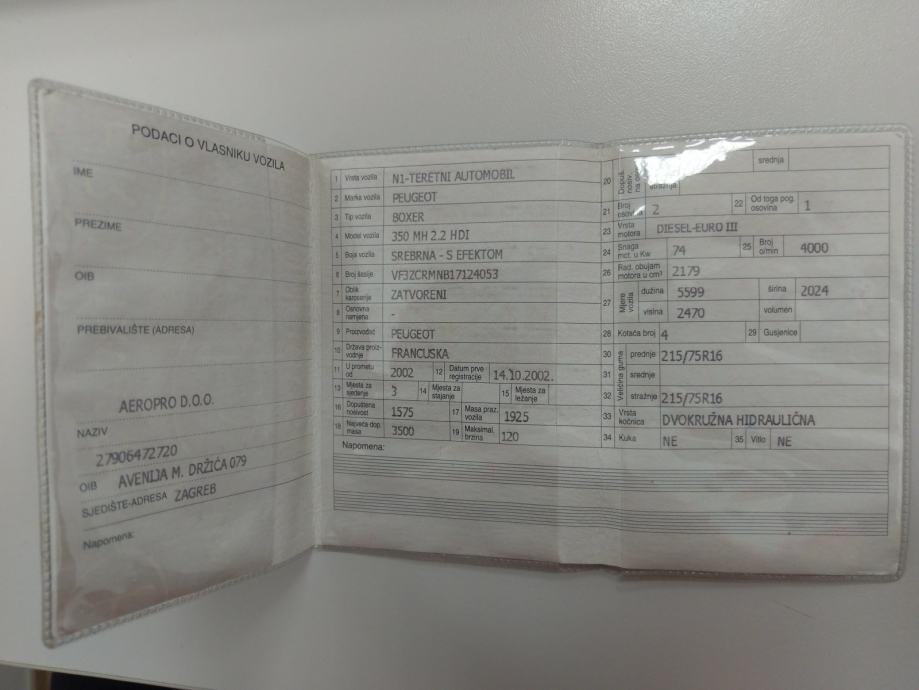 PODACI O VLASNIKU VOZILA
IME
PREZIME
OIB
PREBIVALIŠTE (ADRESA)
AEROPRO D.O.O.
NAZIV
27906472720
OIB AVENIJA M. DRŽIĆA 079
SJEDIŠTE-ADRESA ZAGREB
Napomena:
1 Vrsta vozila N1-TERETNI AUTOMOBIL
2 Marka vozila PEUGEOT
3 Tip vozila BOXER
4 Model vozila 350 MH 2.2 HDI
5 Boja vozila SREBRNA - S EFEKTOM
6 Broj šasije VF3ZCRMNB17124053
7 Oblik karoserije ZATVORENI
8 Osnovna namjena -
9 Proizvođač PEUGEOT
10 Država proizvodnje FRANCUSKA
11 U prometu od 2002 12 Datum prve registracije 14.10.2002.
13 Mjesta za sjedenje 3 14 Mjesta za stajanje 15 Mjesta za ležanje
16 Dopuštena nosivost 1575 17 Masa praz. vozila 1925
18 Najveća dop. masa 3500 19 Maksimal. brzina 120
Napomena:
20 Dopuš. nosiv. na os srednja
stražnja
21 Broj osovina 2 22 Od toga pog. osovina 1
23 Vrsta motora DIESEL-EURO III
24 Snaga mot. u Kw 74 25 Broj o/min 4000
26 Rad. obujam motora u cm³ 2179
27 Mjere vozila dužina 5599 širina 2024
visina 2470 volumen
28 Kotača broj 4 29 Gusjenice
Veličina guma
30 prednje 215/75R16
31 srednje
32 stražnje 215/75R16
33 Vrsta kočnica DVOKRUŽNA HIDRAULIČNA
34 Kuka NE 35 Vitlo NE